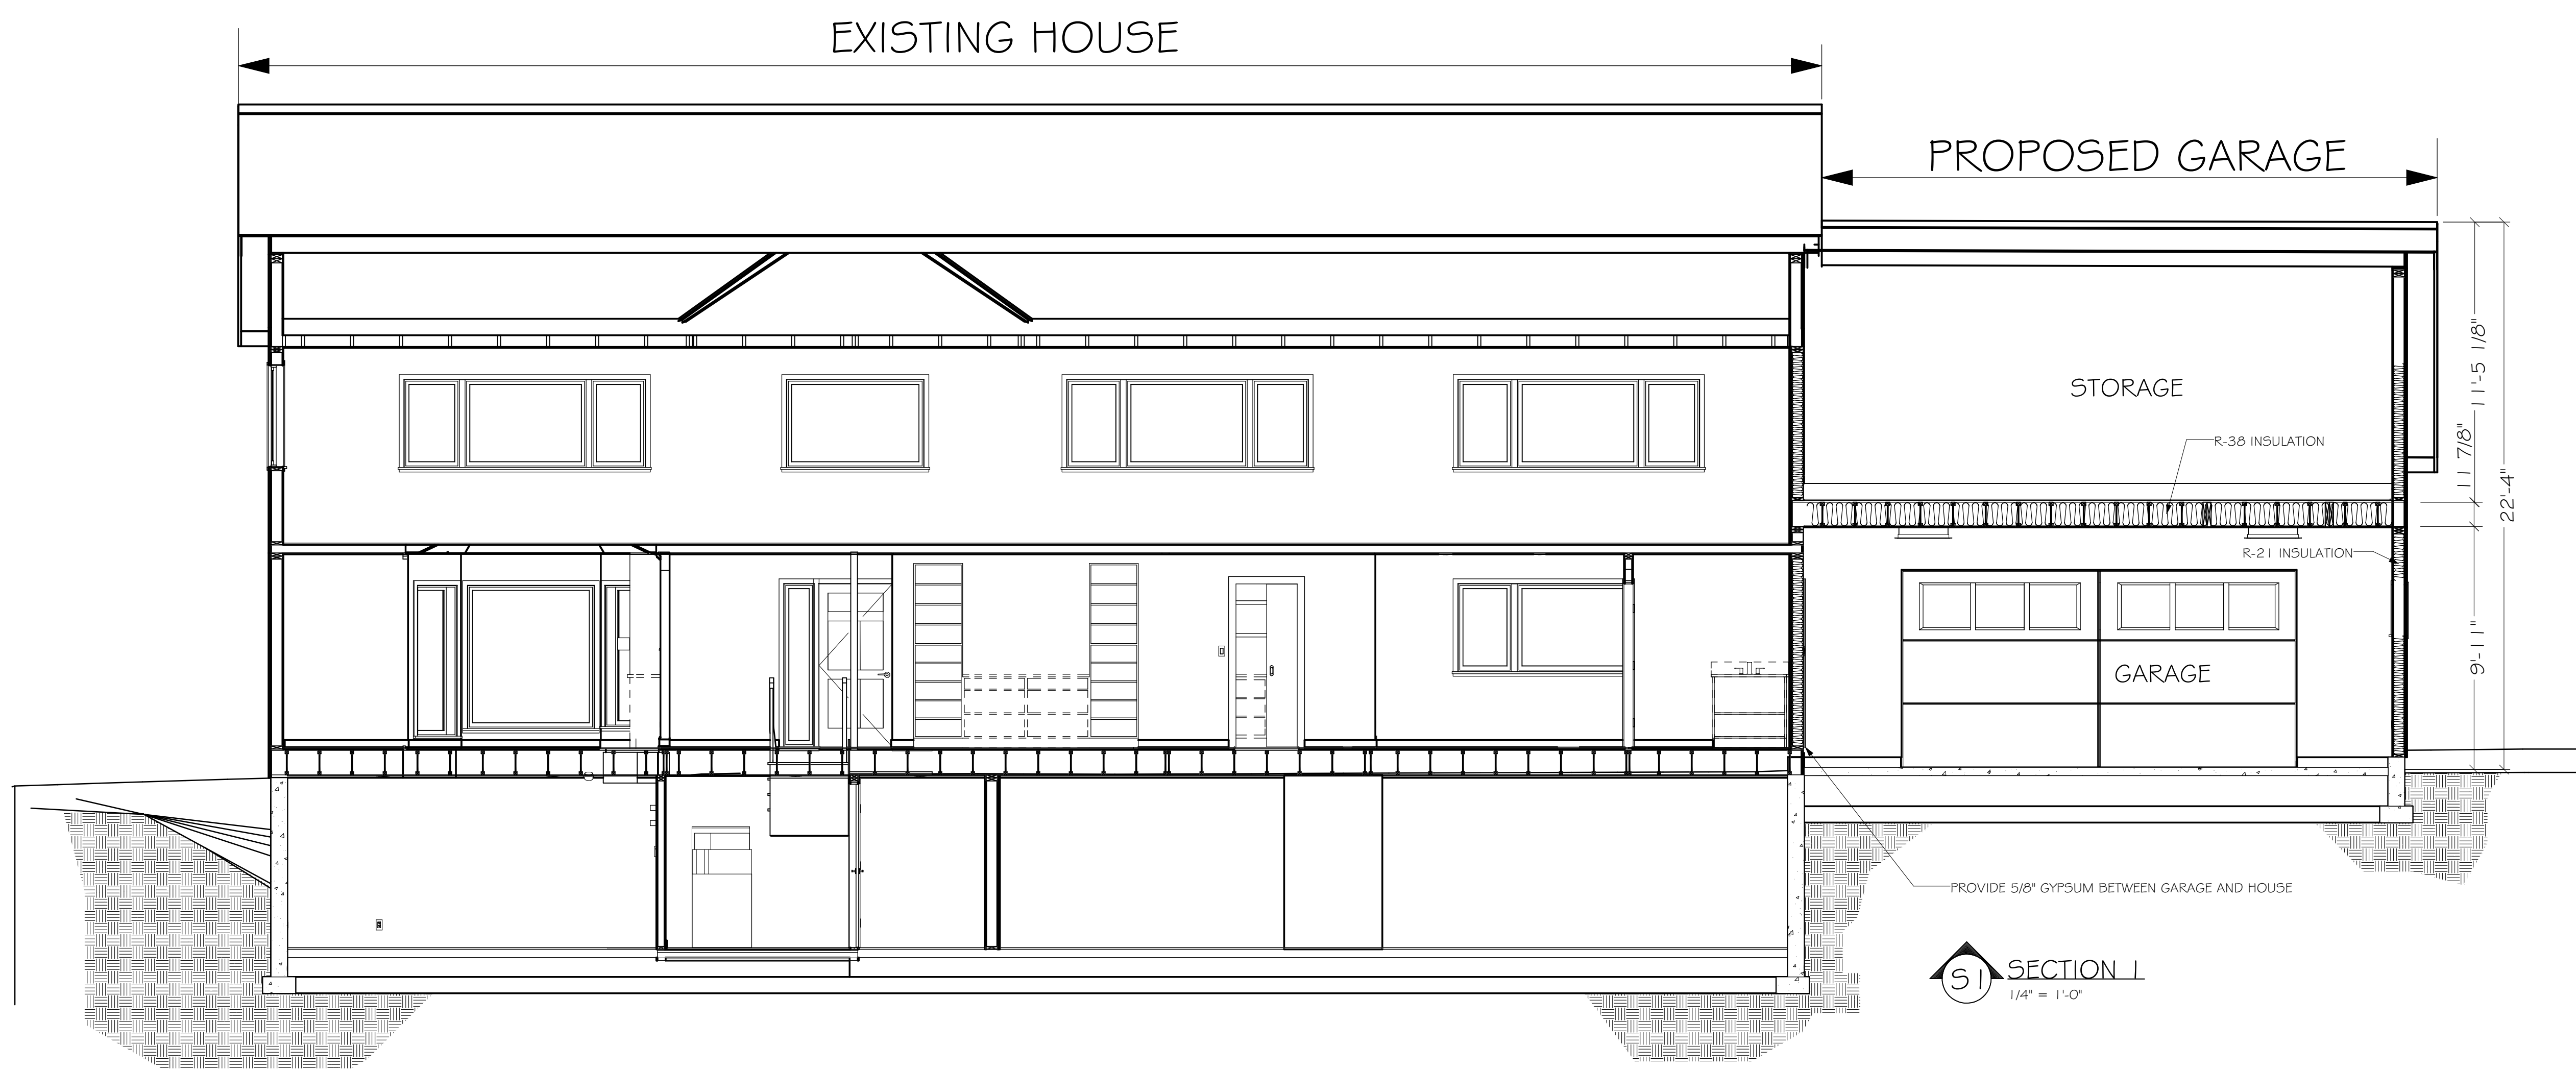 EXISTING HOUSE
PROPOSED GARAGE
STORAGE
11'-5 1/8"
R-38 INSULATION
11 7/8"
22'-4"
R-21 INSULATION
9'-11"
GARAGE
PROVIDE 5/8" GYPSUM BETWEEN GARAGE AND HOUSE
S1
SECTION 1
1/4" = 1'-0"